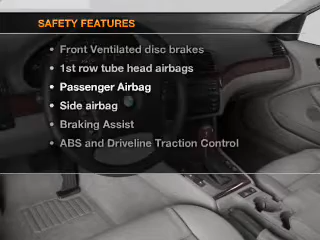 SAFETY FEATURES
• Front Ventilated disc brakes
• 1st row tube head airbags
• Passenger Airbag
• Side airbag
• Braking Assist
• ABS and Driveline Traction Control